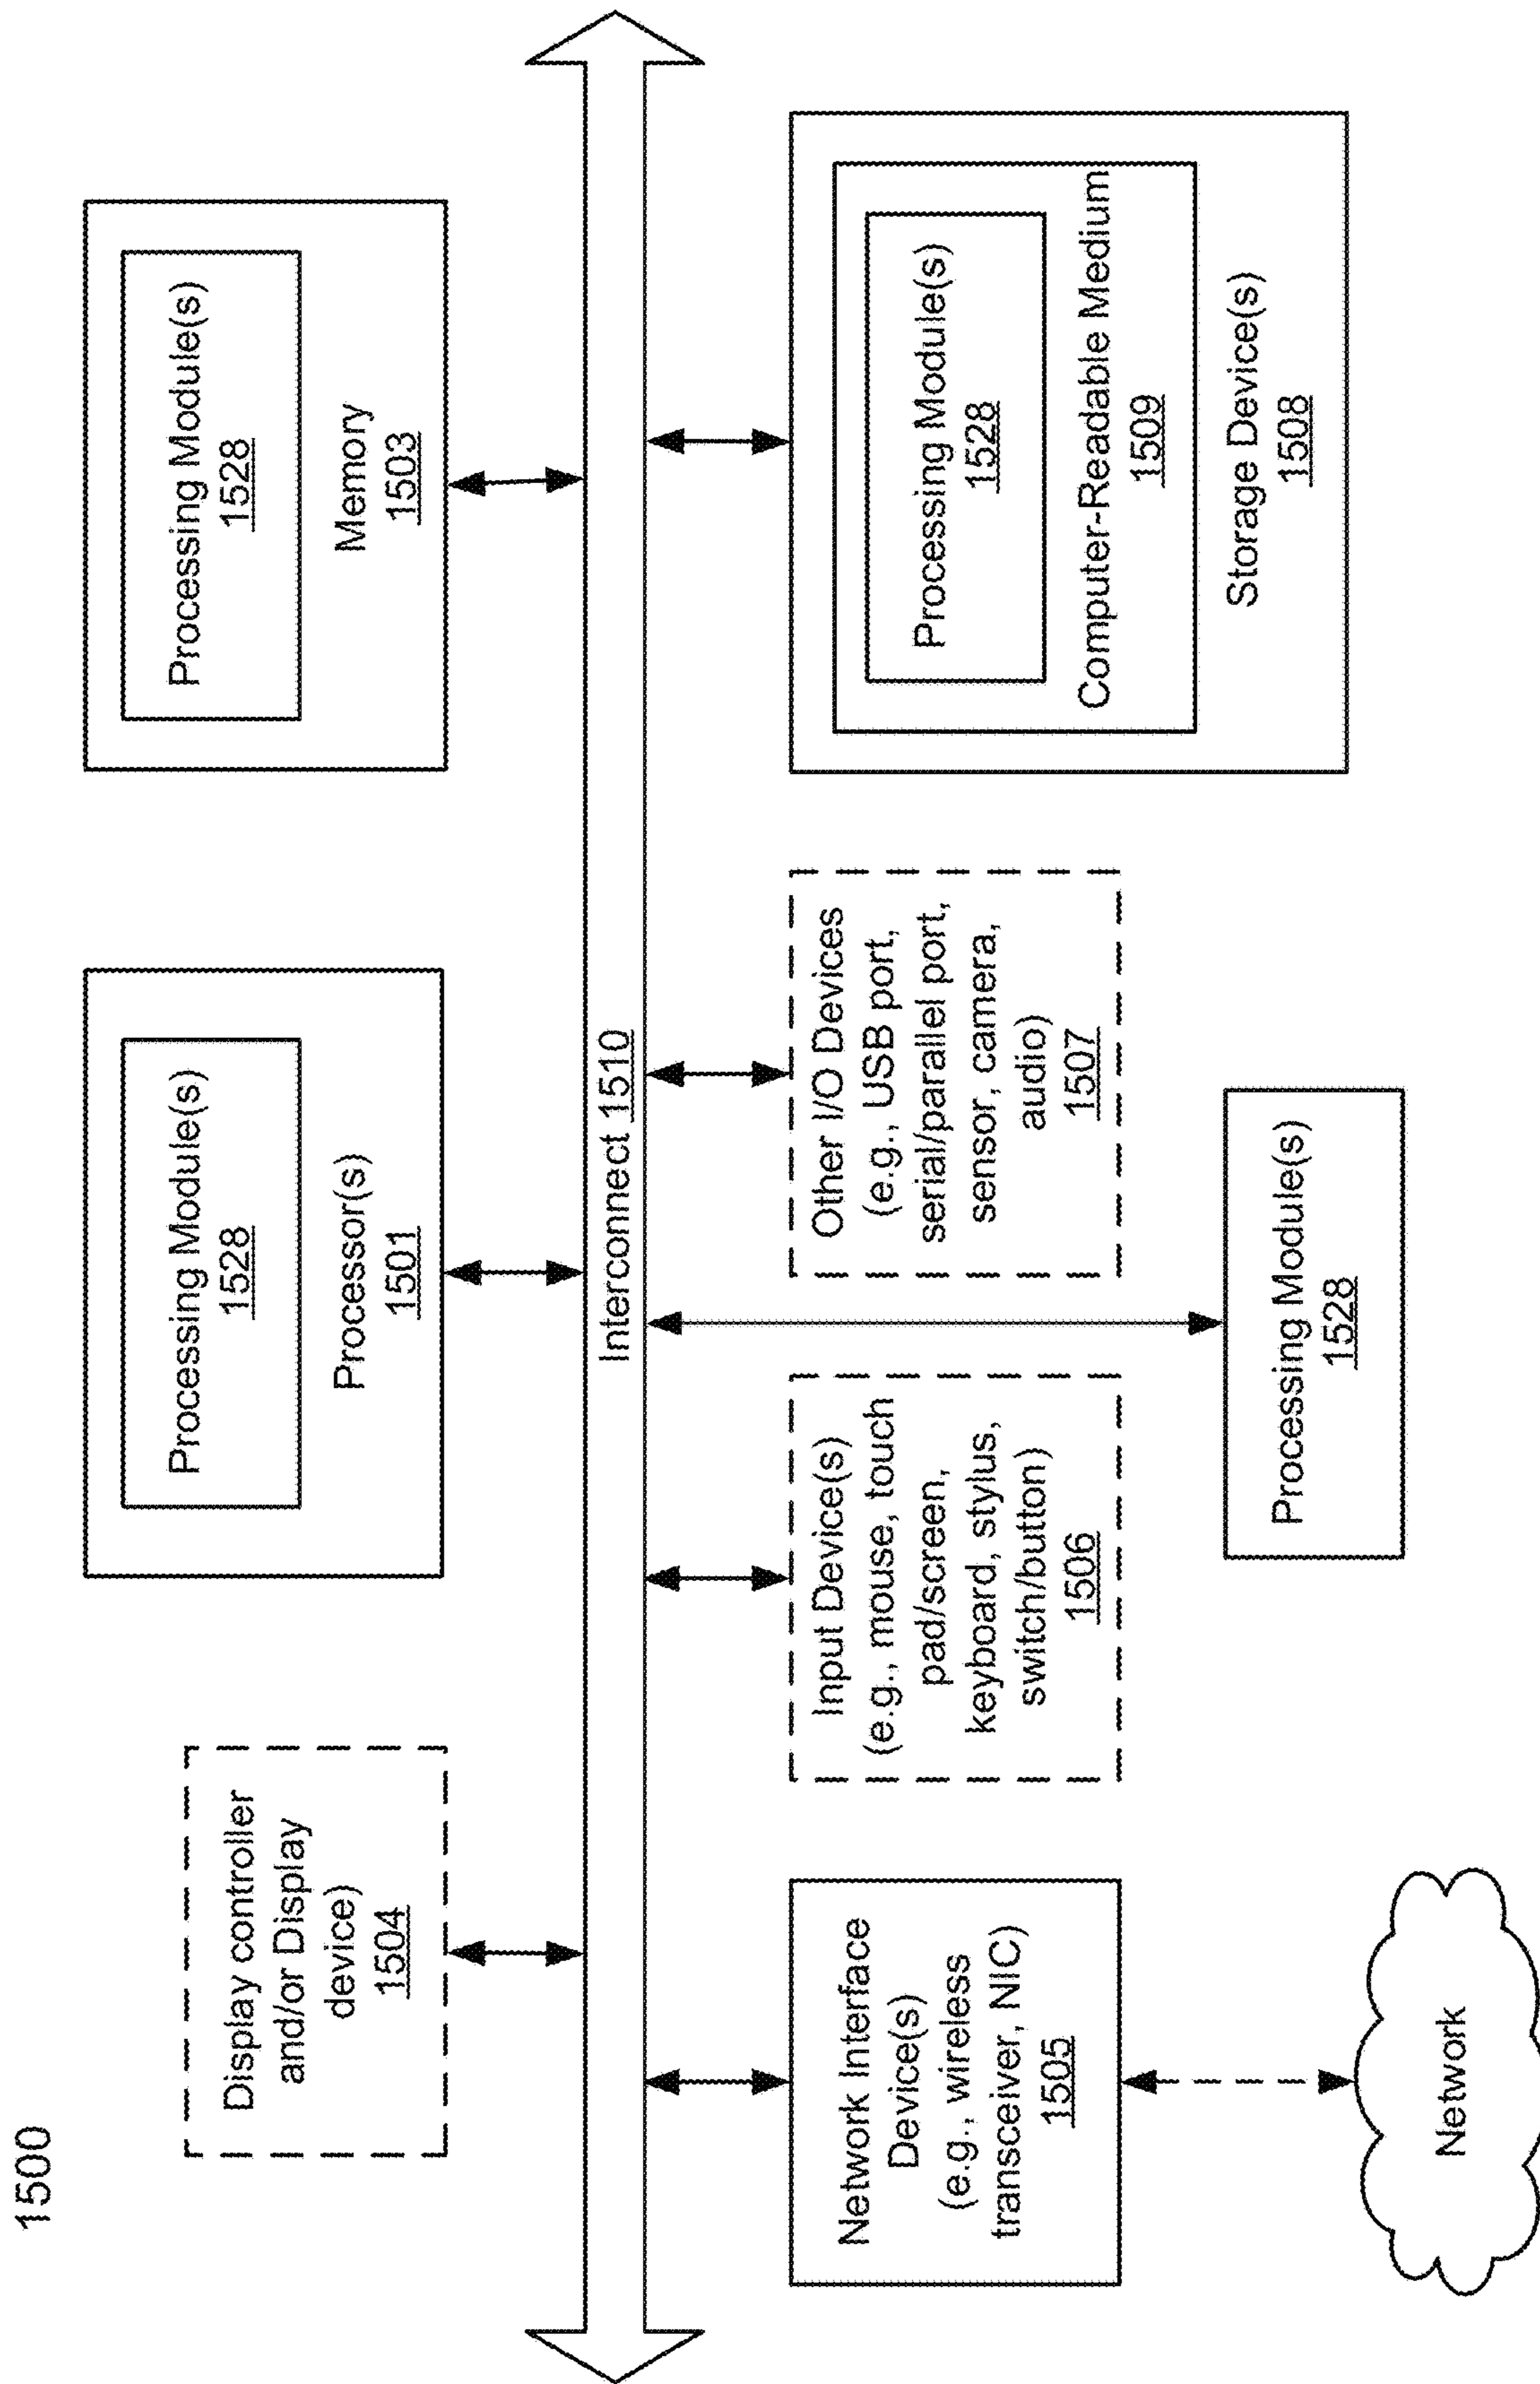 1500
Display controller
and/or Display
device)
1504
Processing Module(s)
1528
Processor(s)
1501
Processing Module(s)
1528
Memory
1503
Interconnect 1510
Network Interface
Device(s)
(e.g., wireless
transceiver, NIC)
1505
Input Device(s)
(e.g., mouse, touch
pad/screen,
keyboard, stylus,
switch/button)
1506
Other I/O Devices
(e.g., USB port,
serial/parallel port,
sensor, camera,
audio)
1507
Processing Module(s)
1528
Computer-Readable Medium
1509
Storage Device(s)
1508
Network
Processing Module(s)
1528